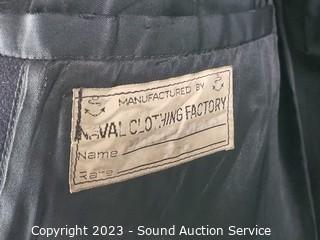 MANUFACTURED BY
NAVAL CLOTHING FACTORY
Name
Rate
Copyright 2023 - Sound Auction Service